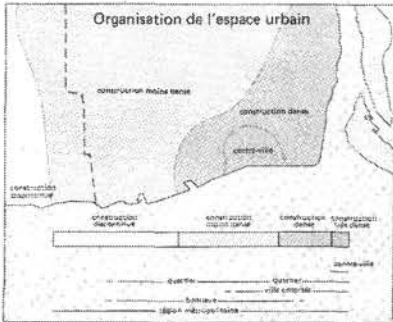 Organisation de l'espace urbain
construction moins dense
construction dense
centre-ville
construction
discontinue
construction
discontinue
construction
moins dense
construction
dense
construction
très dense
centre-ville
quartier
quartier
ville centrale
banlieue
région métropolitaine